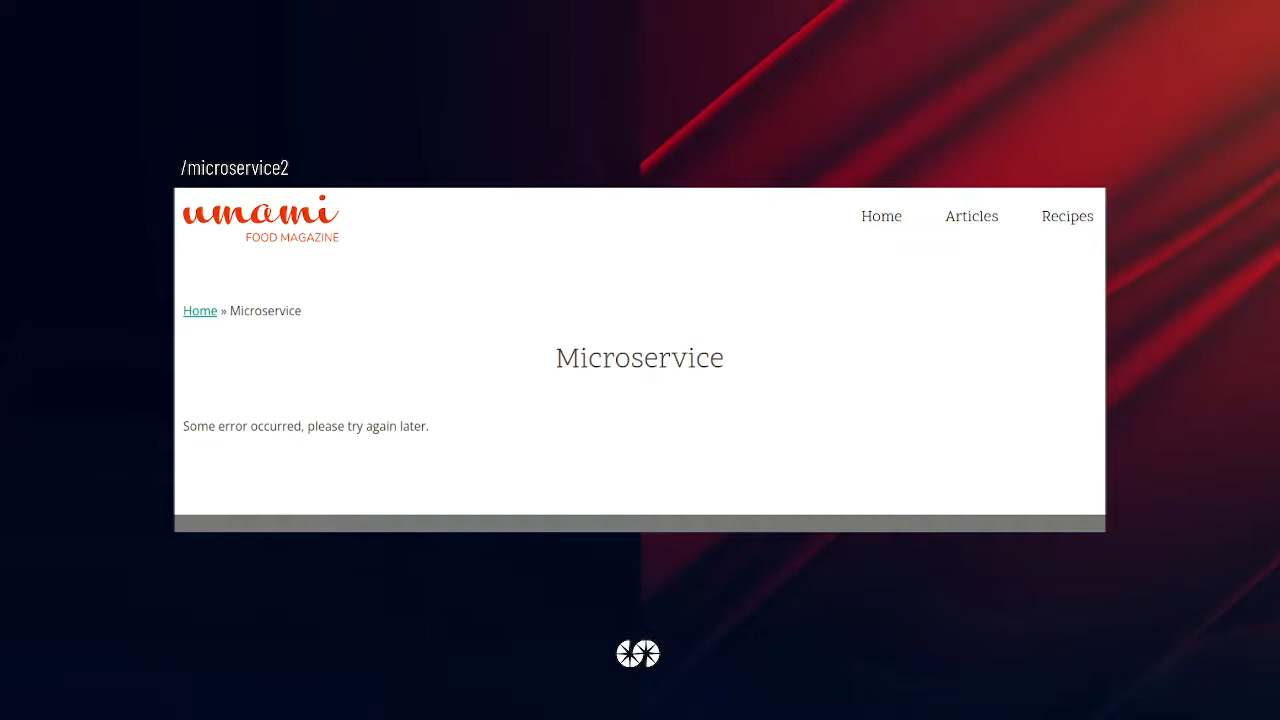 /microservice2
umami
FOOD MAGAZINE
Home Articles Recipes
Home » Microservice
Microservice
Some error occurred, please try again later.